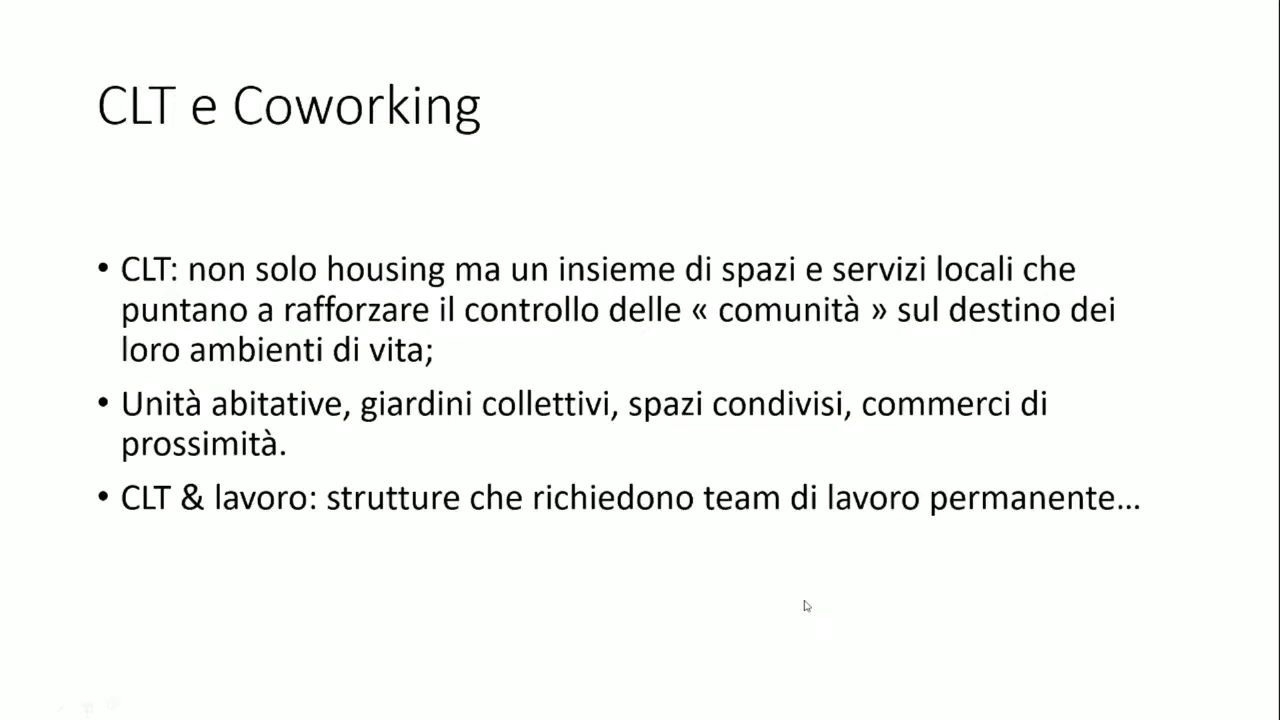 CLT e Coworking
• CLT: non solo housing ma un insieme di spazi e servizi locali che
puntano a rafforzare il controllo delle « comunità » sul destino dei
loro ambienti di vita;
• Unità abitative, giardini collettivi, spazi condivisi, commerci di
prossimità.
• CLT & lavoro: strutture che richiedono team di lavoro permanente...